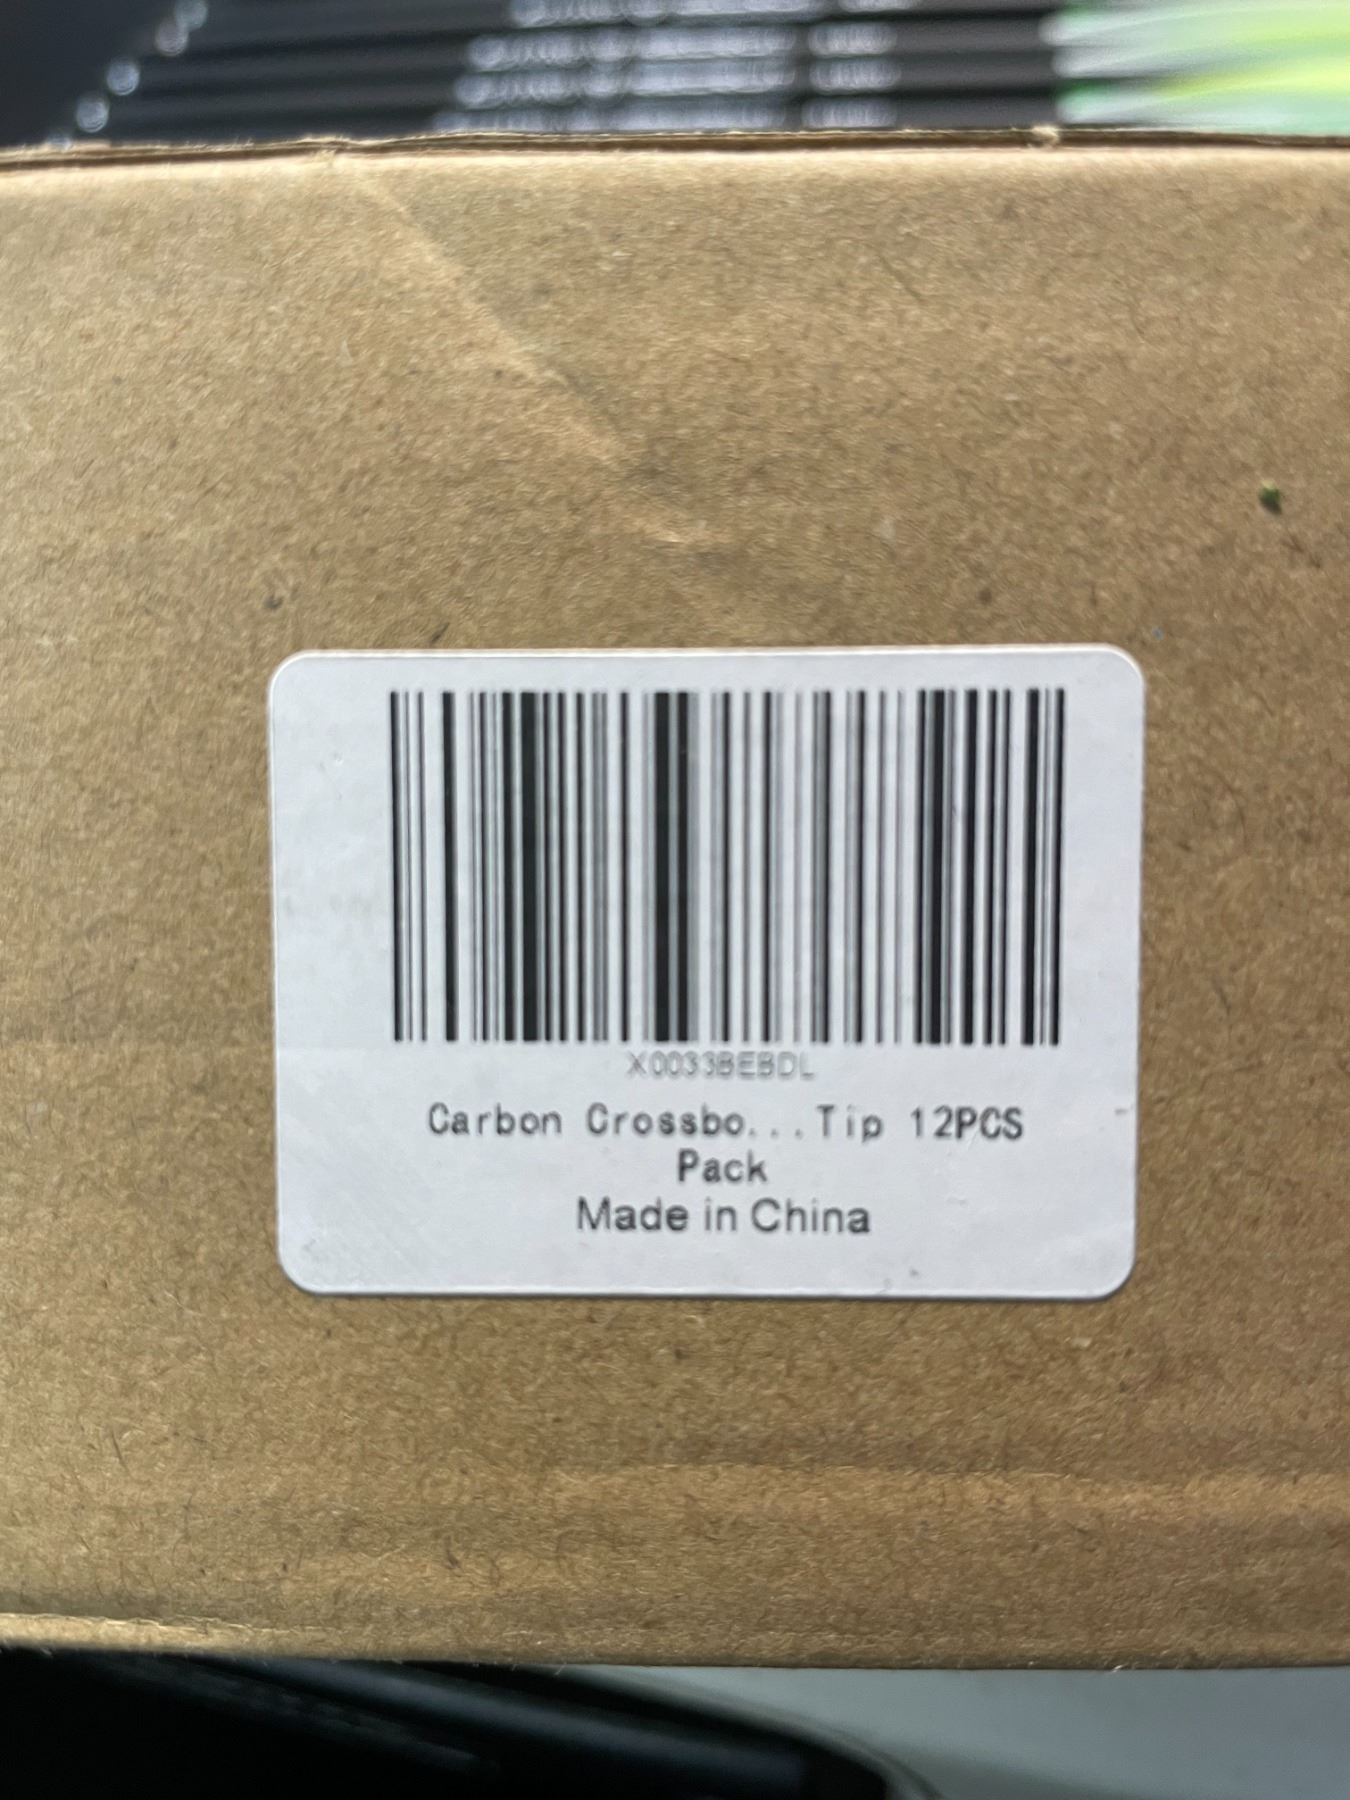 X0033BEBDL
Carbon Crossbo...Tip 12PCS
Pack
Made in China